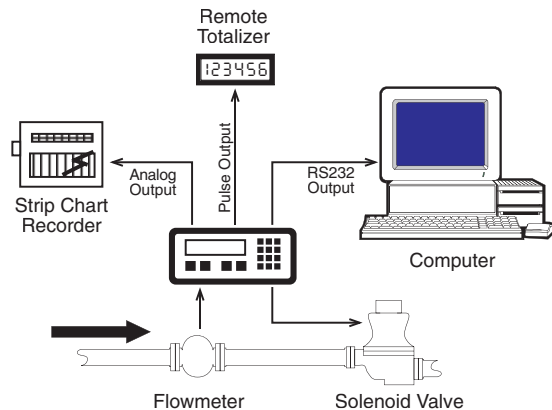 Remote
Totalizer
123456
Analog
Output
Pulse Output
RS232
Output
Strip Chart
Recorder
Computer
Flowmeter
Solenoid Valve